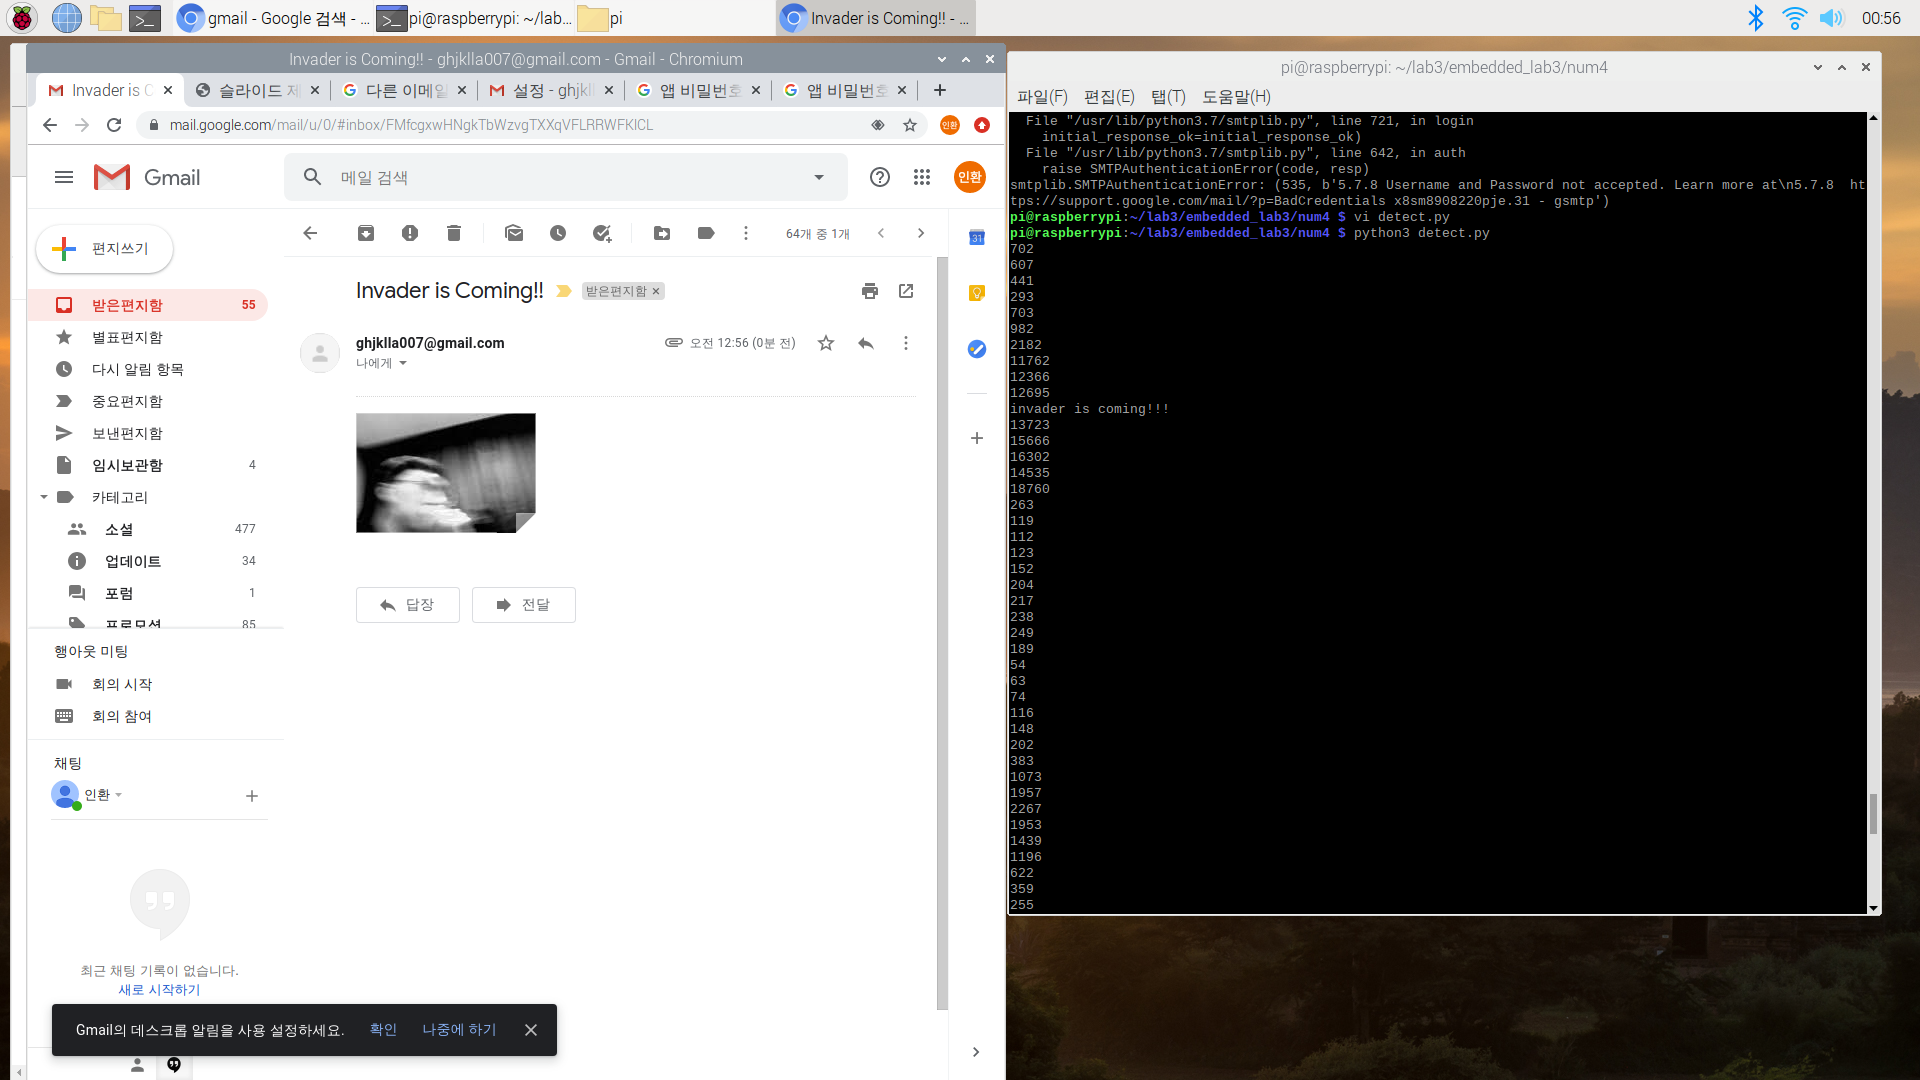 gmail - Google 검색 - ...
pi@raspberrypi: ~/lab...
pi
Invader is Coming!! - ...
00:56
Invader is Coming!! - ghjklla007@gmail.com - Gmail - Chromium
Invader is C
슬라이드 제
다른 이메일
설정 - ghjkl
앱 비밀번호
앱 비밀번호
mail.google.com/mail/u/0/#inbox/FMfcgxwHNgkTbWzvgTXXqVFLRRWFKlCL
인환
Gmail
메일 검색
인환
편지쓰기
64개 중 1개
31
받은편지함 55
별표편지함
다시 알림 항목
중요편지함
보낸편지함
임시보관함 4
카테고리
소셜 477
업데이트 34
포럼 1
프로모션 85
행아웃 미팅
회의 시작
회의 참여
채팅
인환
최근 채팅 기록이 없습니다.
새로 시작하기
Gmail의 데스크톱 알림을 사용 설정하세요. 확인 나중에 하기
Invader is Coming!! 받은편지함
ghjklla007@gmail.com 오전 12:56 (0분 전)
나에게
답장 전달
pi@raspberrypi: ~/lab3/embedded_lab3/num4
파일(F) 편집(E) 탭(T) 도움말(H)
File "/usr/lib/python3.7/smtplib.py", line 721, in login
initial_response_ok=initial_response_ok)
File "/usr/lib/python3.7/smtplib.py", line 642, in auth
raise SMTPAuthenticationError(code, resp)
smtplib.SMTPAuthenticationError: (535, b'5.7.8 Username and Password not accepted. Learn more at\n5.7.8  ht
tps://support.google.com/mail/?p=BadCredentials x8sm8908220pje.31 - gsmtp')
pi@raspberrypi:~/lab3/embedded_lab3/num4 $ vi detect.py
pi@raspberrypi:~/lab3/embedded_lab3/num4 $ python3 detect.py
702
607
441
293
703
982
2182
11762
12366
12695
invader is coming!!!
13723
15666
16302
14535
18760
263
119
112
123
152
204
217
238
249
189
54
63
74
116
148
202
383
1073
1957
2267
1953
1439
1196
622
359
255